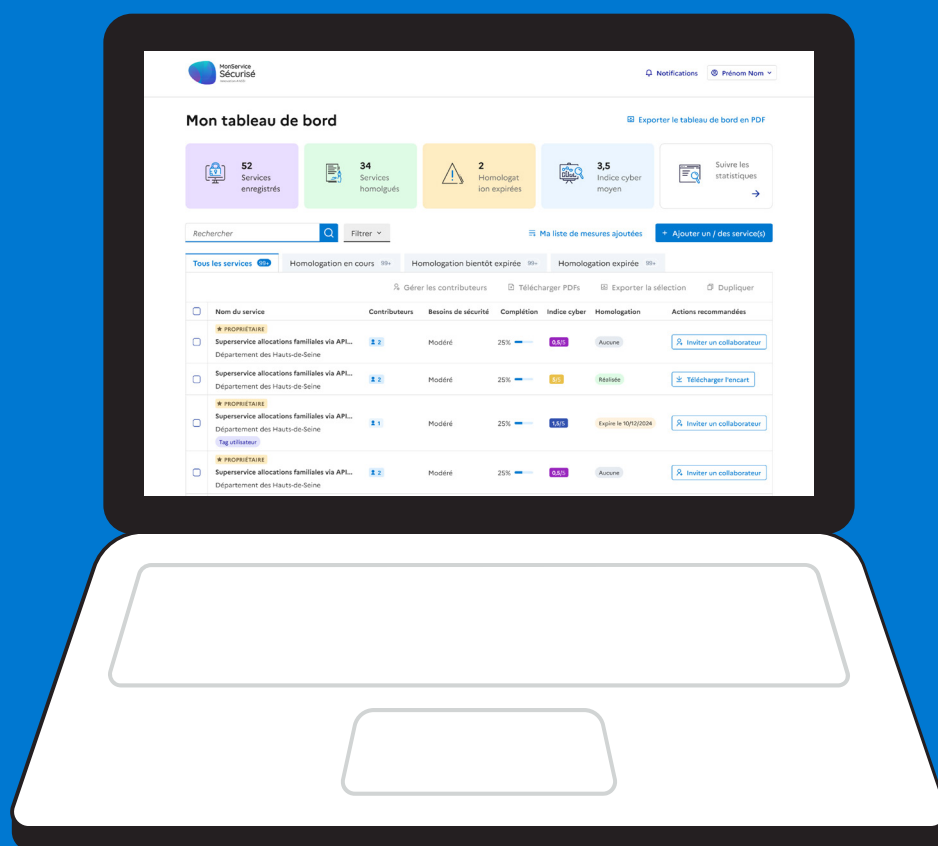 MonService
Sécurisé
Notifications
Prénom Nom
Mon tableau de bord
Exporter le tableau de bord en PDF
52
Services
enregistrés
34
Services
homolgués
2
Homologat
ion expirées
3,5
Indice cyber
moyen
Suivre les
statistiques
Rechercher
Filtrer
Ma liste de mesures ajoutées
+ Ajouter un / des service(s)
Tous les services 99+
Homologation en cours 99+
Homologation bientôt expirée 99+
Homologation expirée 99+
Gérer les contributeurs
Télécharger PDFs
Exporter la sélection
Dupliquer
Nom du service Contributeurs Besoins de sécurité Complétion Indice cyber Homologation Actions recommandées
PROPRIÉTAIRE
Superservice allocations familiales via API...
Département des Hauts-de-Seine
2 Modéré 25% 0,5/5 Aucune Inviter un collaborateur
Superservice allocations familiales via API...
Département des Hauts-de-Seine
2 Modéré 25% Réalisée Télécharger l'encart
PROPRIÉTAIRE
Superservice allocations familiales via API...
Département des Hauts-de-Seine
Tag utilisateur
1 Modéré 25% 1,5/5 Expire le 10/12/2024 Inviter un collaborateur
PROPRIÉTAIRE
Superservice allocations familiales via API...
Département des Hauts-de-Seine
2 Modéré 25% 0,5/5 Aucune Inviter un collaborateur